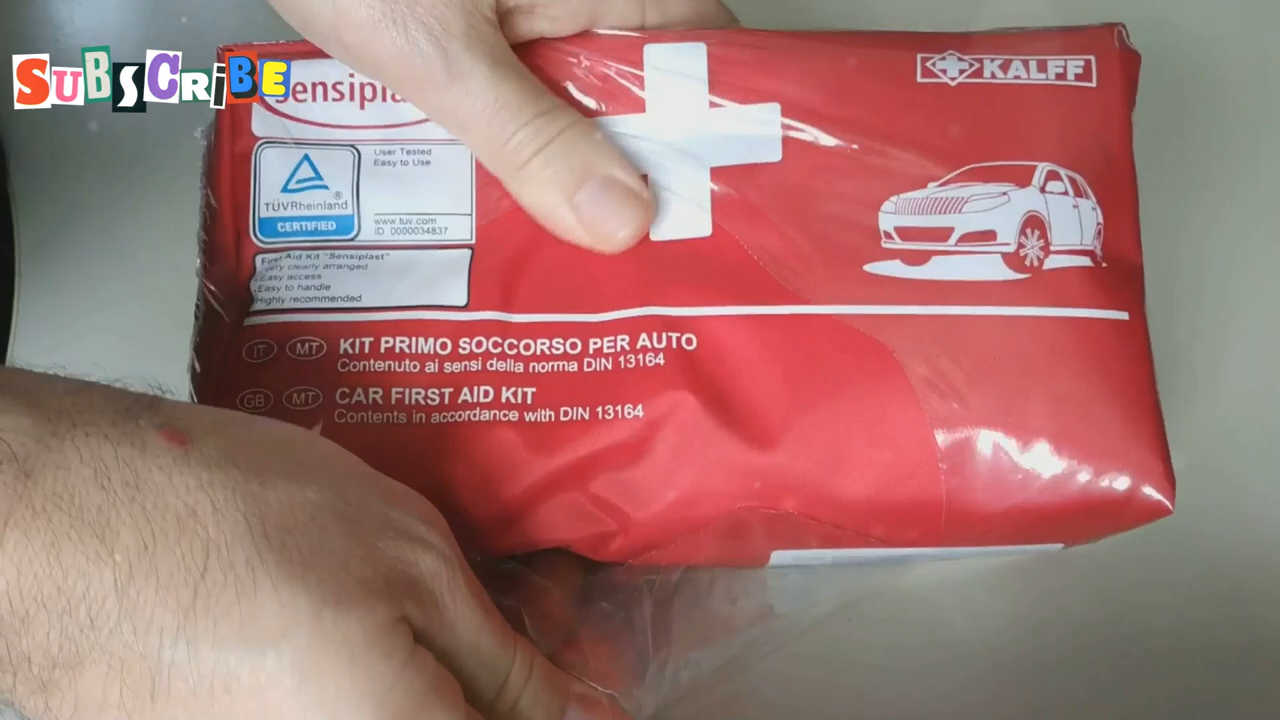 SUBSCRIBE
KALFF
User Tested
Easy to Use
TÜVRheinland®
CERTIFIED
www.tuv.com
ID 0000034837
First Aid Kit "Sensiplast"
very clearly arranged
Easy access
Easy to handle
Highly recommended
IT MT KIT PRIMO SOCCORSO PER AUTO
Contenuto ai sensi della norma DIN 13164
GB MT CAR FIRST AID KIT
Contents in accordance with DIN 13164